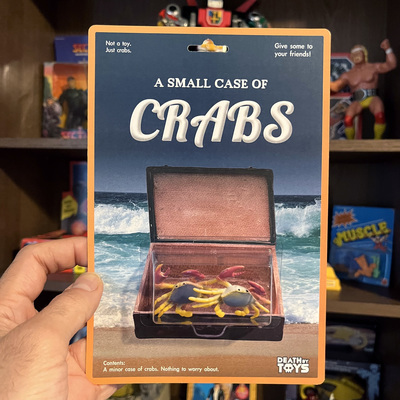 Not a toy.
Just crabs.
Give some to
your friends!
A SMALL CASE OF
CRABS
MUSCLE
DEATH BY
TOYS
Contents:
A minor case of crabs. Nothing to worry about.